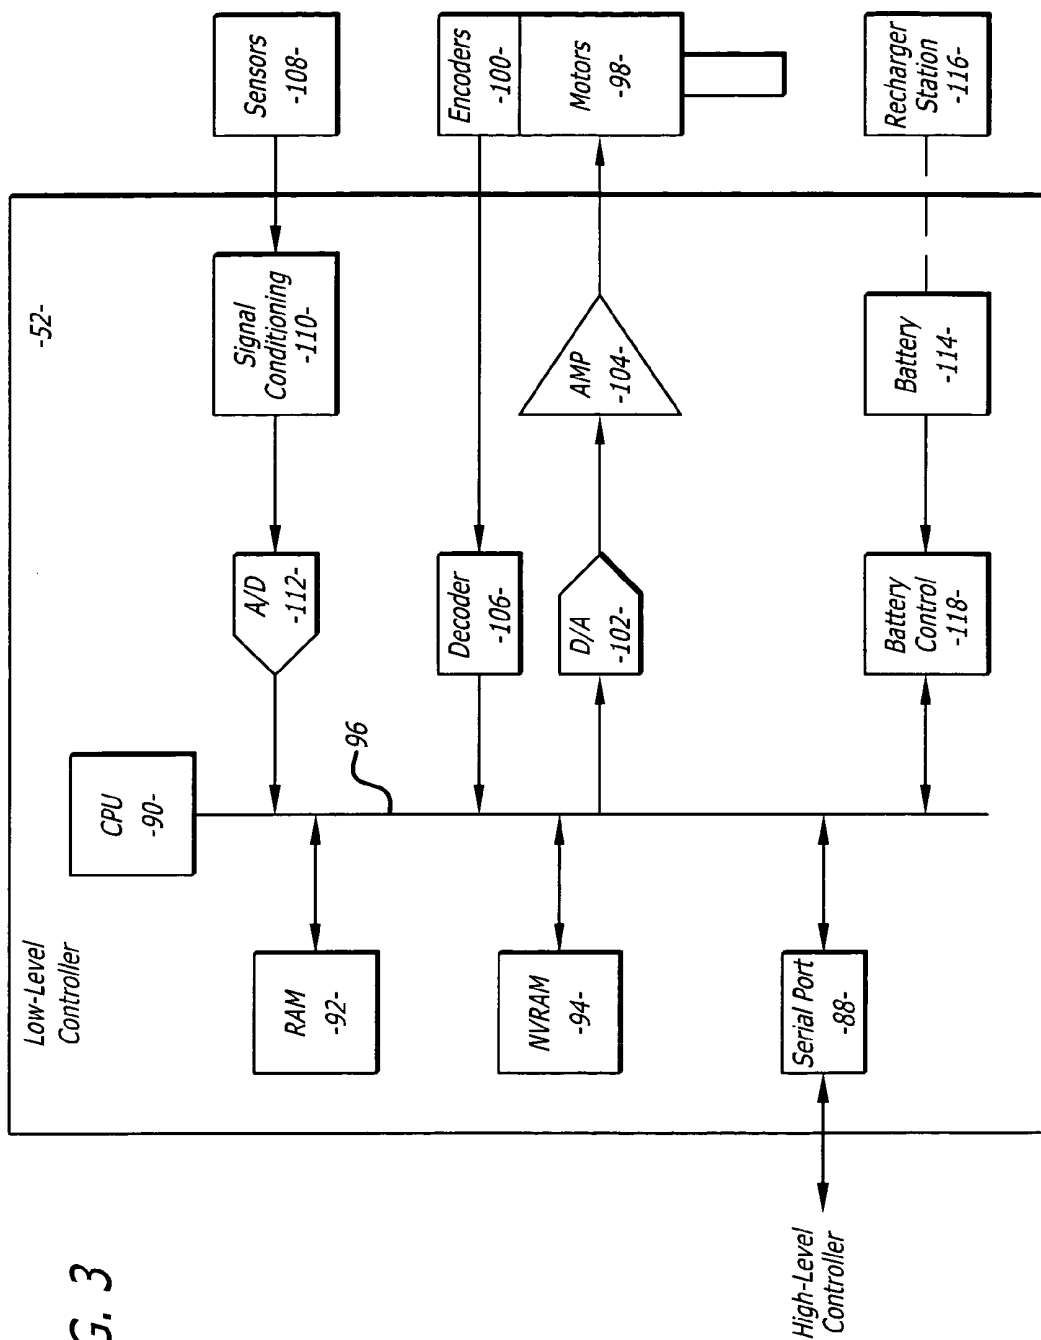 Low-Level
Controller
-52-
CPU
-90-
Sensors
-108-
Signal
Conditioning
-110-
A/D
-112-
96
RAM
-92-
Encoders
-100-
Motors
-98-
Decoder
-106-
AMP
-104-
D/A
-102-
NVRAM
-94-
Serial Port
-88-
High-Level
Controller
Recharger
Station
-116-
Battery
-114-
Battery
Control
-118-
G. 3